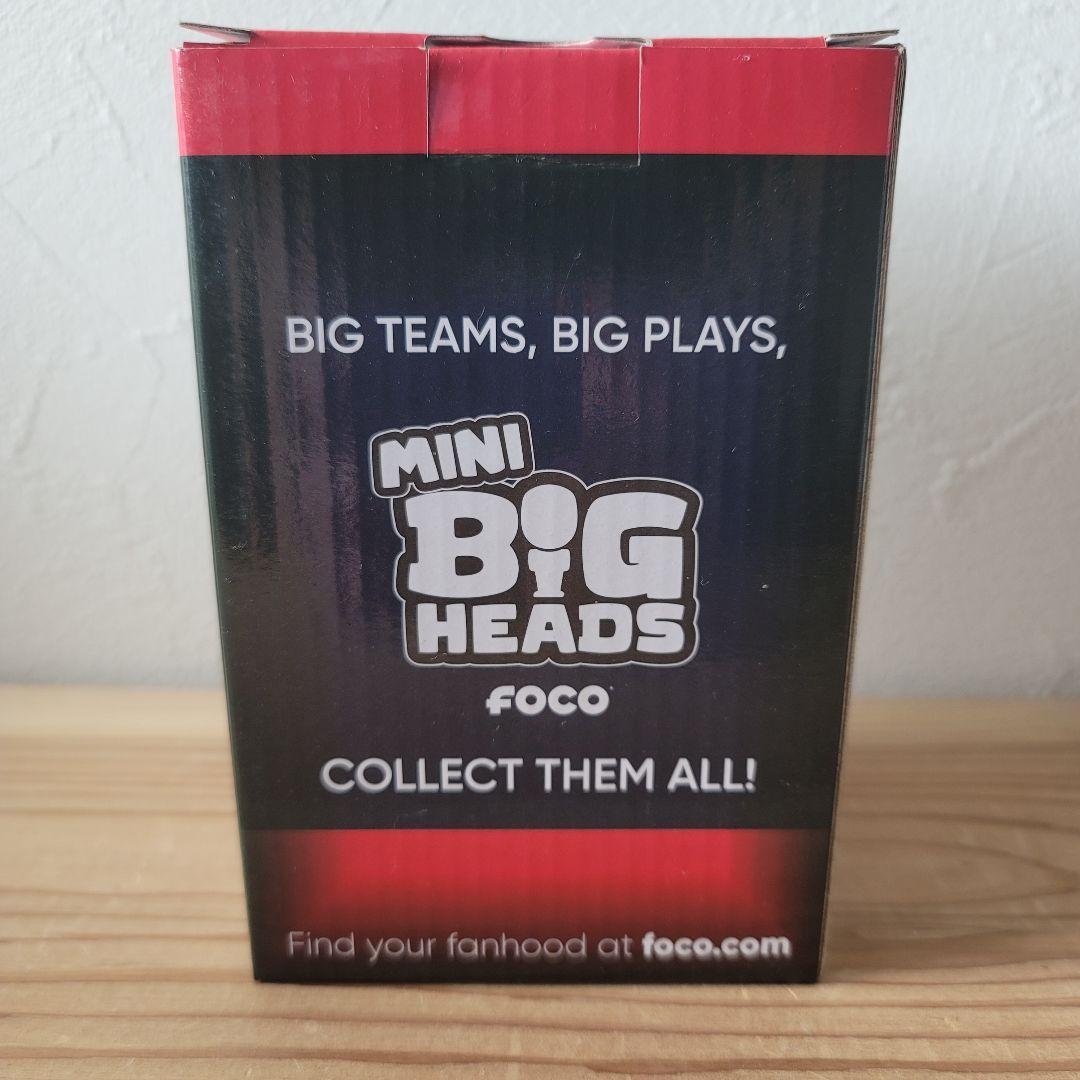 BIG TEAMS, BIG PLAYS,
MINI
BIG
HEADS
FOCO
COLLECT THEM ALL!
Find your fanhood at foco.com